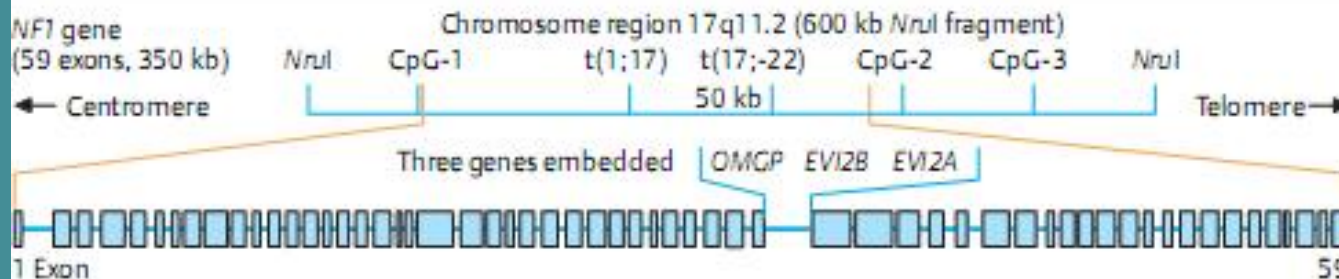 NF1 gene
(59 exons, 350 kb)
Chromosome region 17q11.2 (600 kb NruI fragment)
NruI CpG-1 t(1;17) t(17;-22) CpG-2 CpG-3 NruI
Centromere 50 kb Telomere
Three genes embedded OMGP EVI2B EVI2A
1 Exon 59